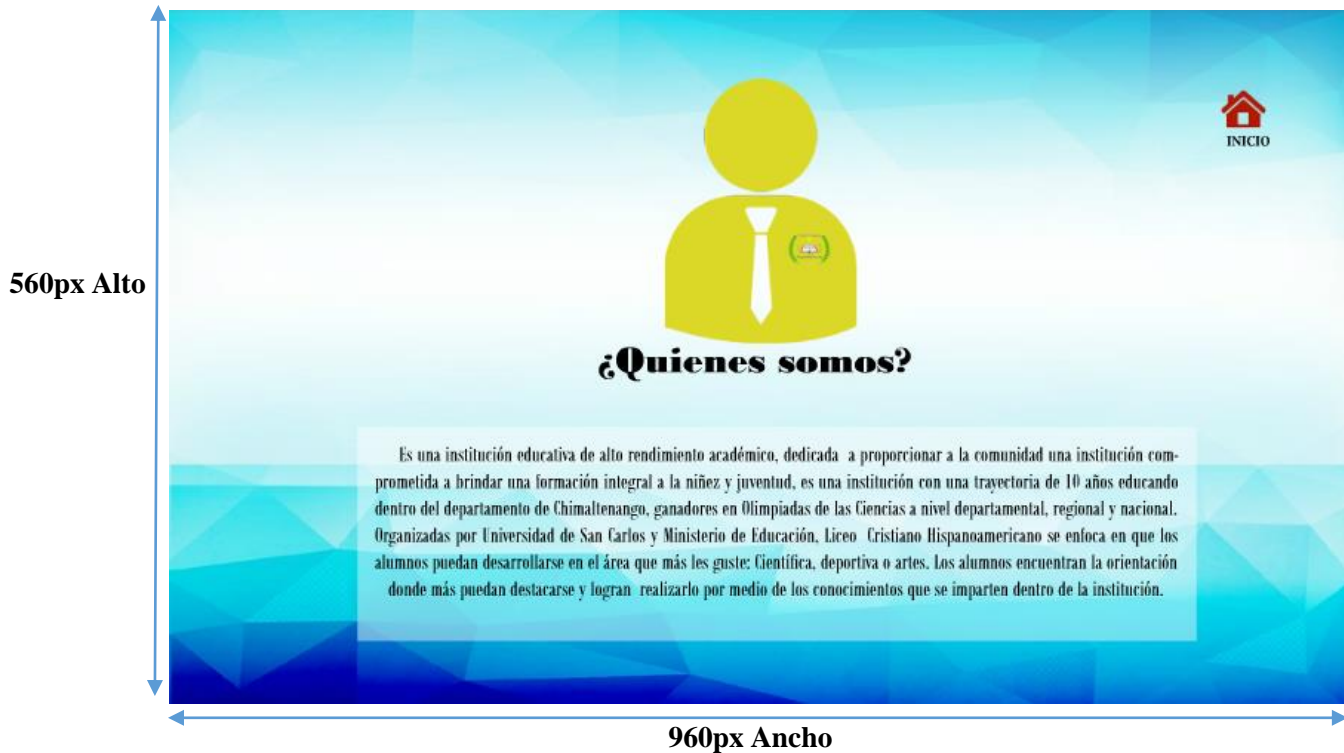 INICIO
560px Alto
¿Quienes somos?
Es una institución educativa de alto rendimiento académico, dedicada a proporcionar a la comunidad una institución com-
prometida a brindar una formación integral a la niñez y juventud, es una institución con una trayectoria de 10 años educando
dentro del departamento de Chimaltenango, ganadores en Olimpiadas de las Ciencias a nivel departamental, regional y nacional.
Organizadas por Universidad de San Carlos y Ministerio de Educación, Liceo Cristiano Hispanoamericano se enfoca en que los
alumnos puedan desarrollarse en el área que más les guste: Científica, deportiva o artes. Los alumnos encuentran la orientación
donde más puedan destacarse y logran realizarlo por medio de los conocimientos que se imparten dentro de la institución.
960px Ancho